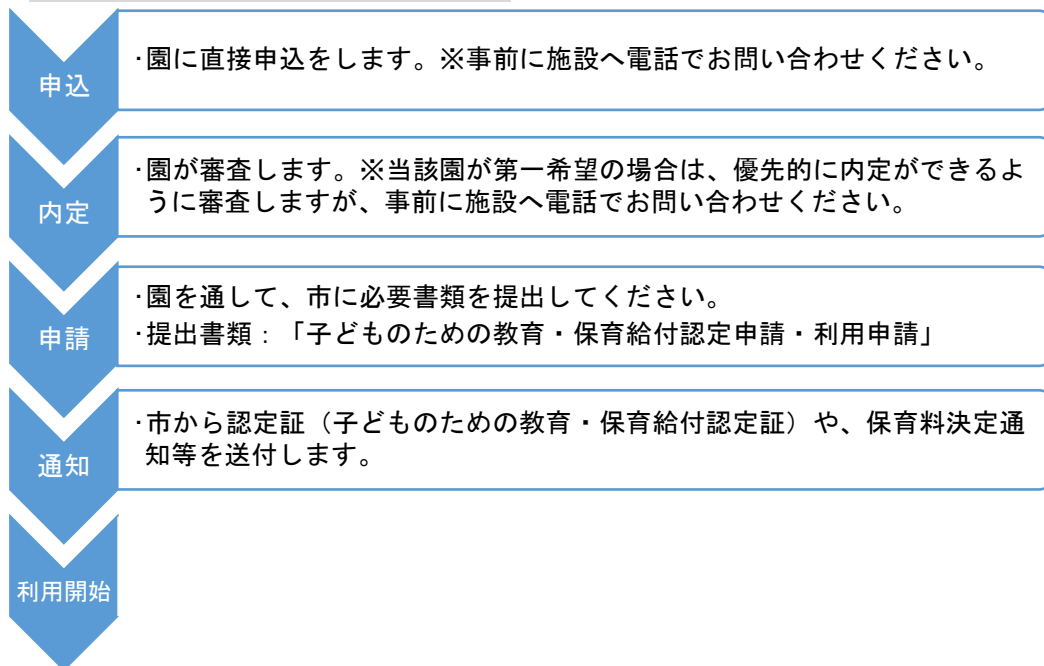 申込
・園に直接申込をします。※事前に施設へ電話でお問い合わせください。
内定
・園が審査します。※当該園が第一希望の場合は、優先的に内定ができるよ
うに審査しますが、事前に施設へ電話でお問い合わせください。
申請
・園を通して、市に必要書類を提出してください。
・提出書類：「子どものための教育・保育給付認定申請・利用申請」
通知
・市から認定証（子どものための教育・保育給付認定証）や、保育料決定通
知等を送付します。
利用開始